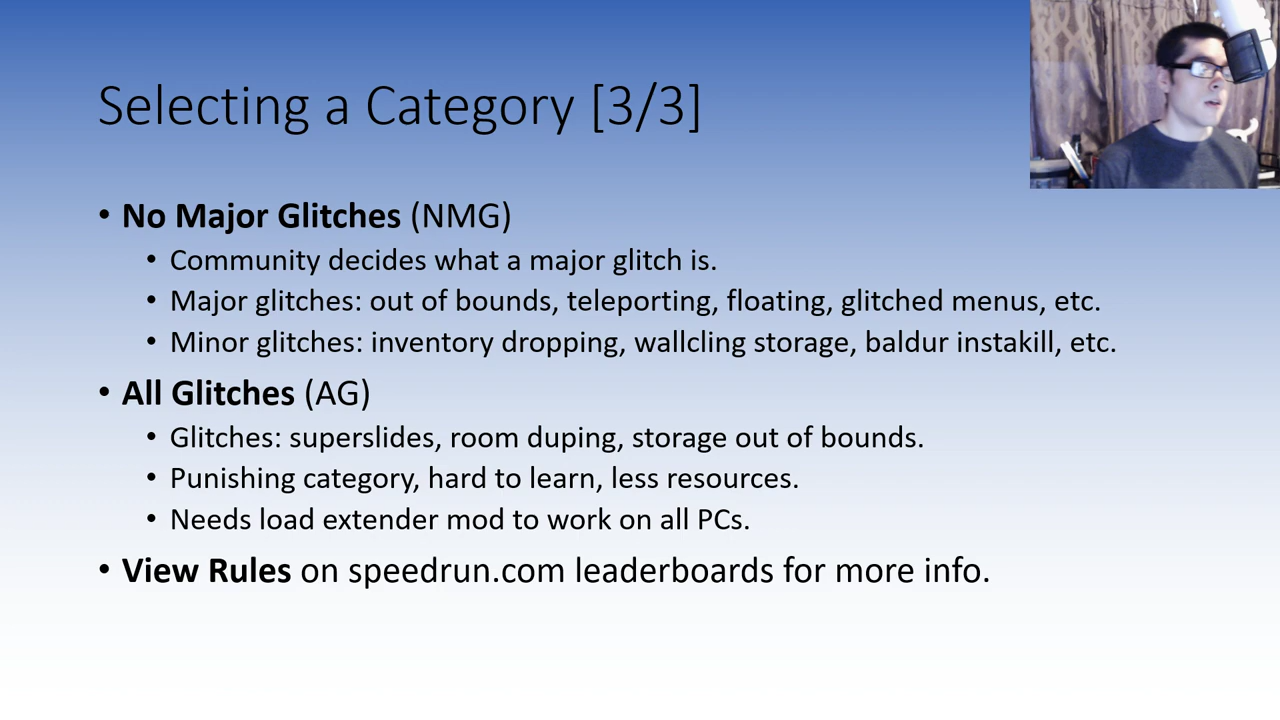 Selecting a Category [3/3]
• No Major Glitches (NMG)
• Community decides what a major glitch is.
• Major glitches: out of bounds, teleporting, floating, glitched menus, etc.
• Minor glitches: inventory dropping, wallcling storage, baldur instakill, etc.
• All Glitches (AG)
• Glitches: superslides, room duping, storage out of bounds.
• Punishing category, hard to learn, less resources.
• Needs load extender mod to work on all PCs.
• View Rules on speedrun.com leaderboards for more info.